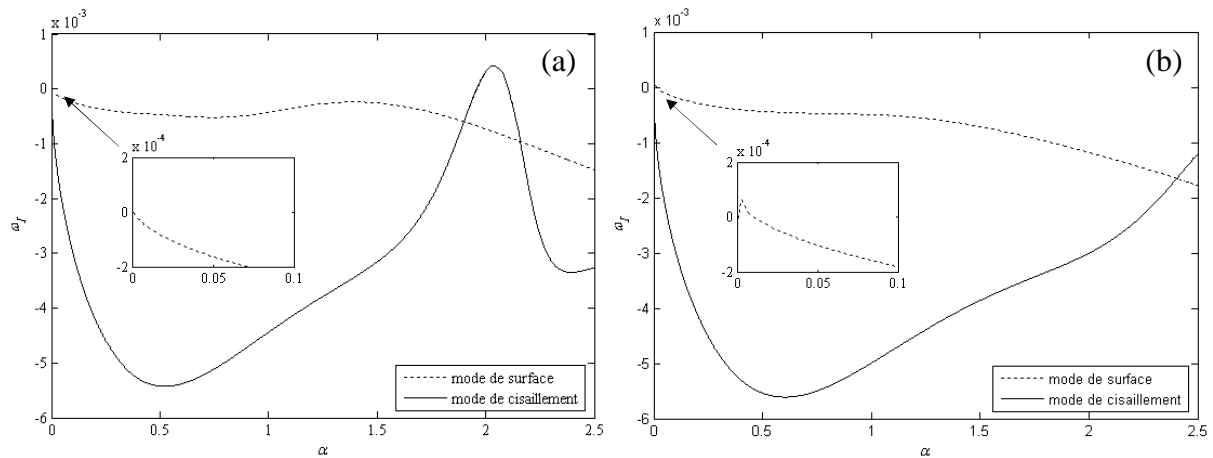 x 10⁻³
1
0
-1
-2
-3
-4
-5
-6
ω_I
0
0.5
1
1.5
2
2.5
α
(a)
x 10⁻⁴
2
0
-2
0
0.05
0.1
mode de surface
mode de cisaillement
x 10⁻³
1
0
-1
-2
-3
-4
-5
-6
ω_I
0
0.5
1
1.5
2
2.5
α
(b)
x 10⁻⁴
2
0
-2
0
0.05
0.1
mode de surface
mode de cisaillement